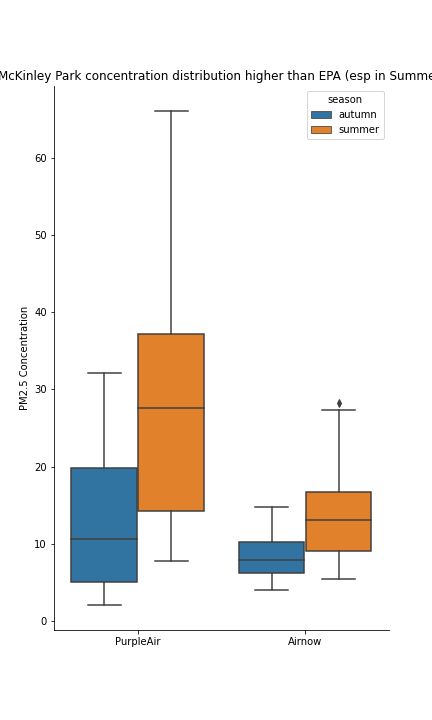 McKinley Park concentration distribution higher than EPA (esp in Summe
season
autumn
summer
60
50
40
30
20
10
0
PM2.5 Concentration
PurpleAir
Airnow